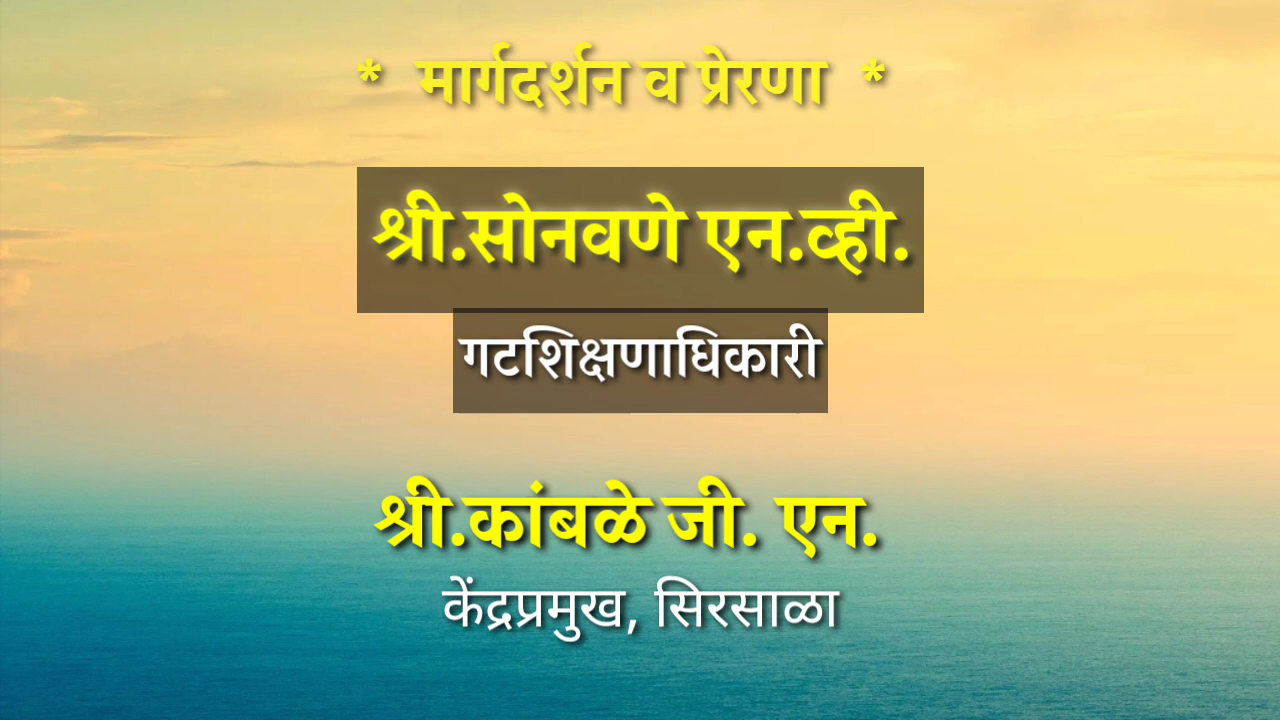 * मार्गदर्शन व प्रेरणा *
श्री.सोनवणे एन.व्ही.
गटशिक्षणाधिकारी
श्री.कांबळे जी. एन.
केंद्रप्रमुख, सिरसाळा